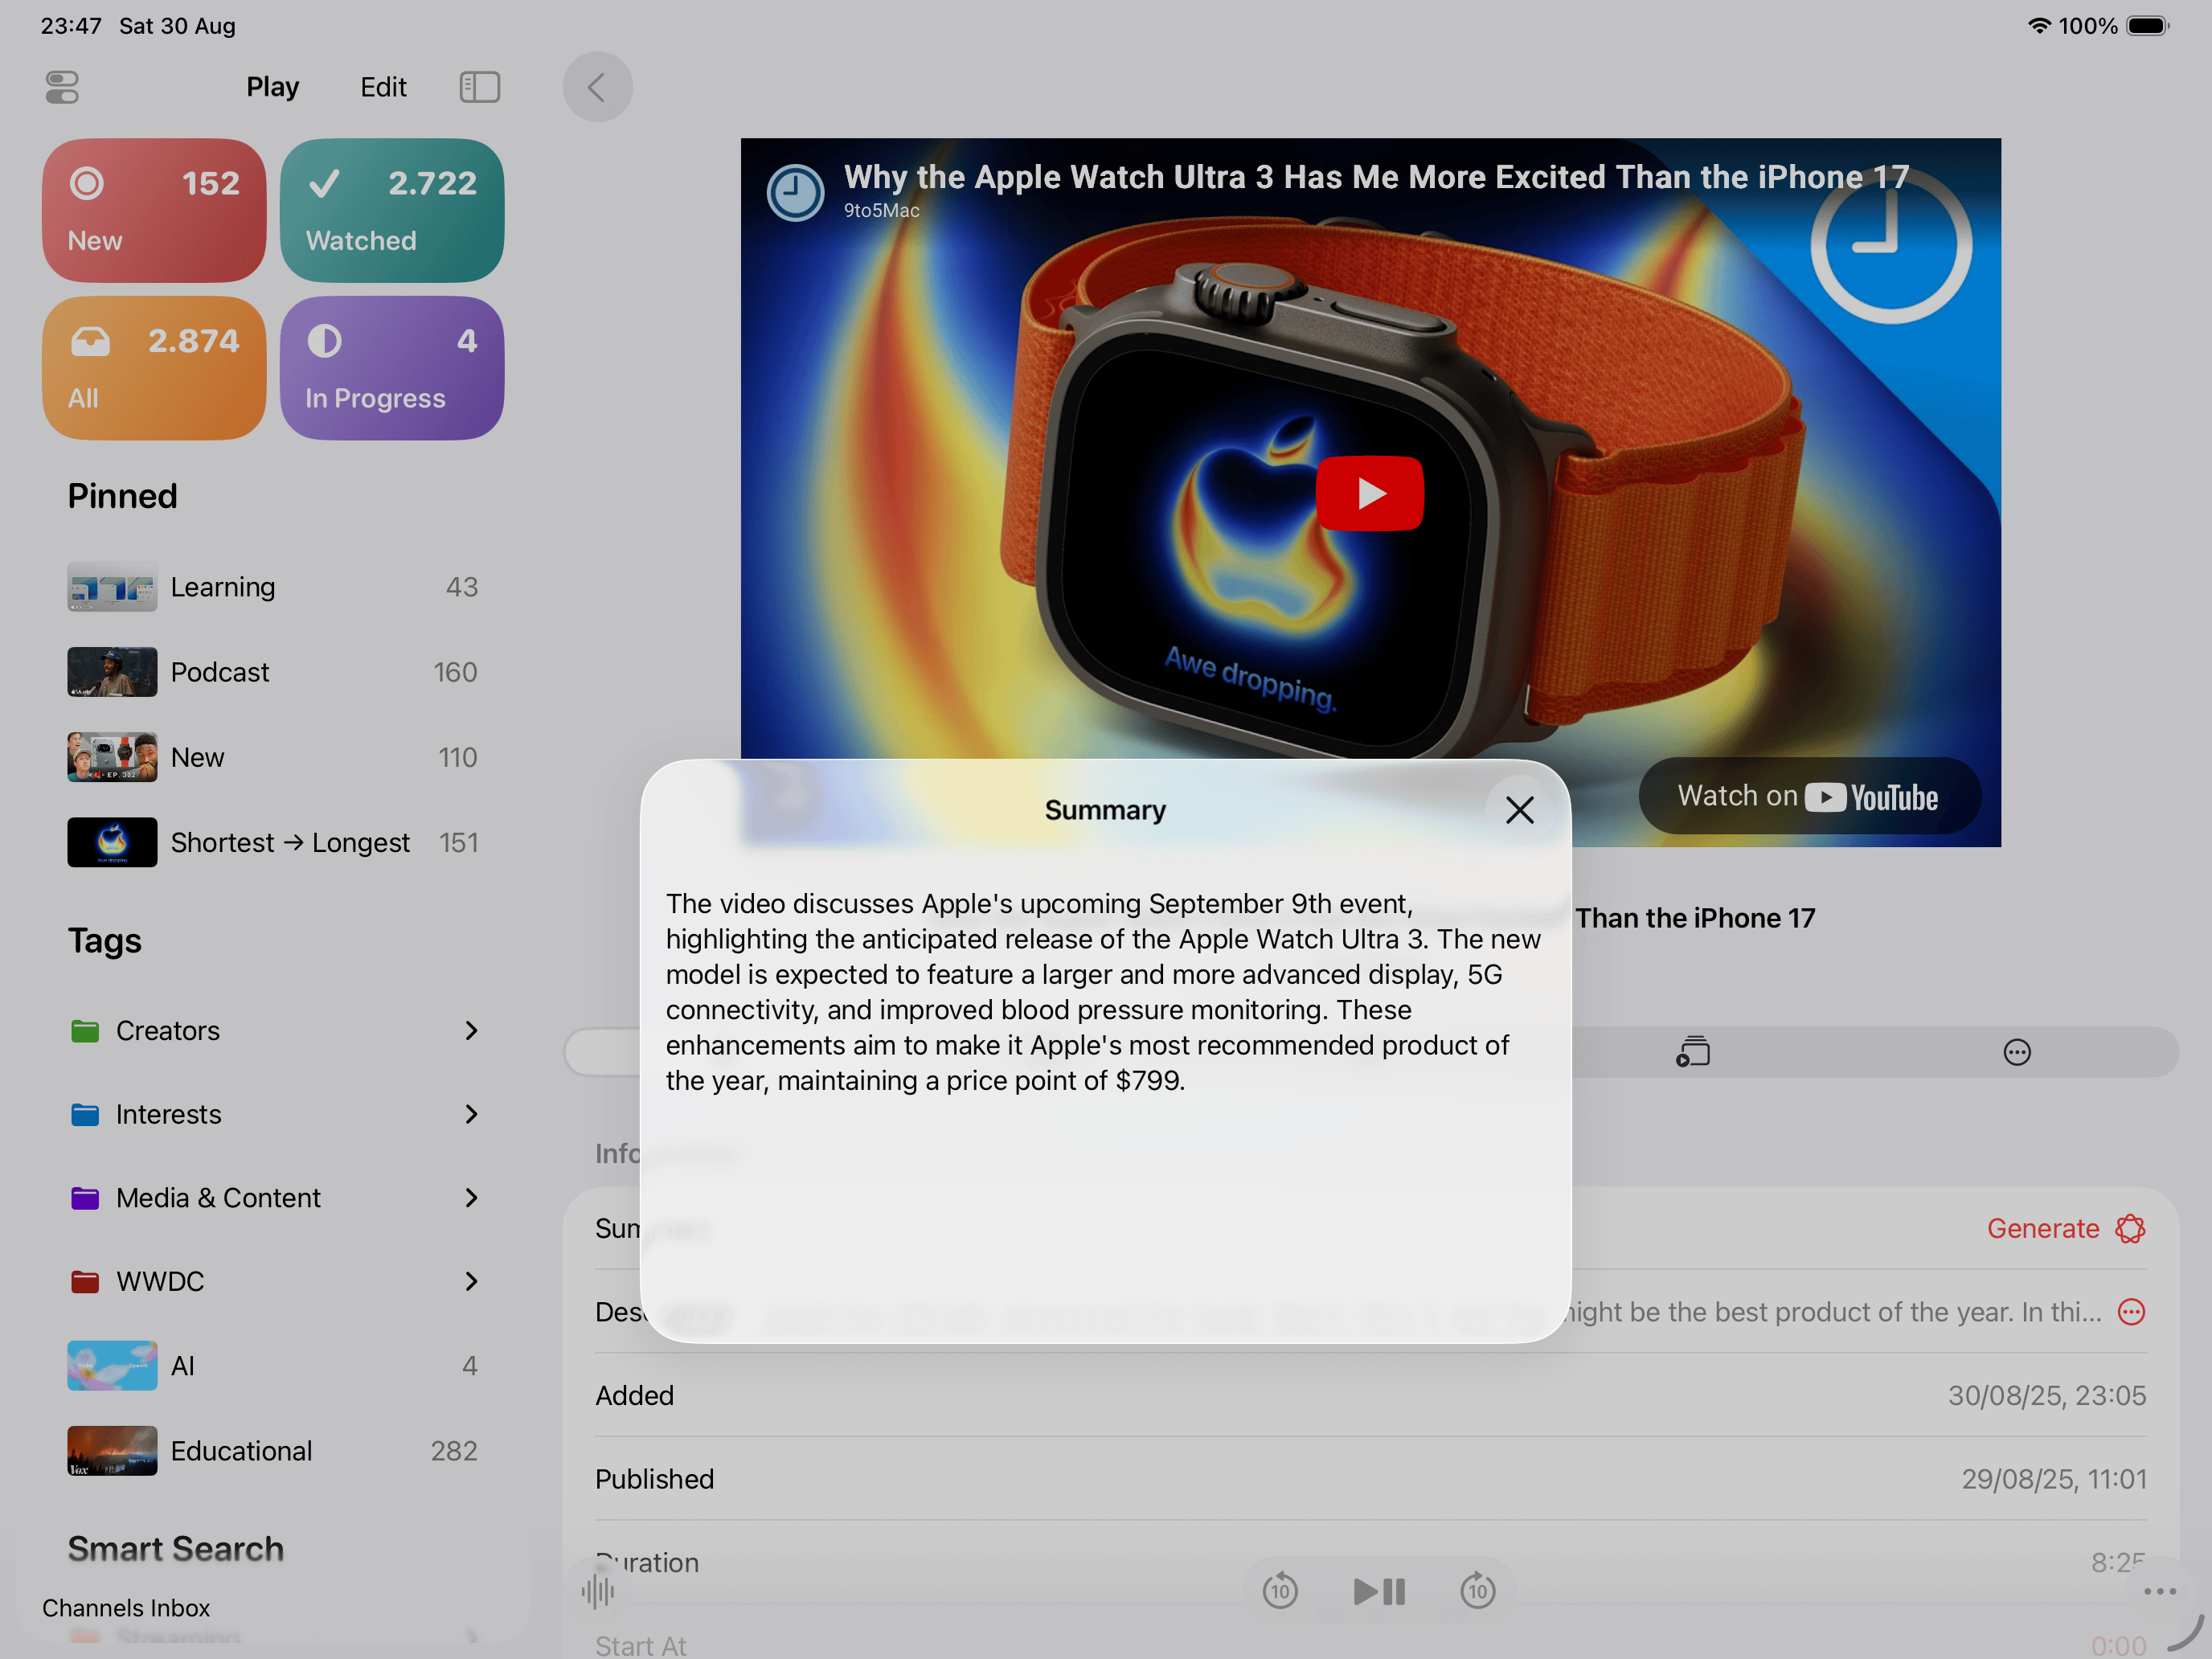 23:47 Sat 30 Aug
100%
Play
Edit
152
New
2.722
Watched
2.874
All
4
In Progress
Pinned
Learning 43
Podcast 160
New 110
Shortest → Longest 151
Tags
Creators
Interests
Media & Content
WWDC
AI 4
Educational 282
Smart Search
Channels Inbox
Streaming
Why the Apple Watch Ultra 3 Has Me More Excited Than the iPhone 17
9to5Mac
Awe dropping.
Watch on YouTube
Than the iPhone 17
Summary
The video discusses Apple's upcoming September 9th event,
highlighting the anticipated release of the Apple Watch Ultra 3. The new
model is expected to feature a larger and more advanced display, 5G
connectivity, and improved blood pressure monitoring. These
enhancements aim to make it Apple's most recommended product of
the year, maintaining a price point of $799.
Generate
might be the best product of the year. In thi...
Added 30/08/25, 23:05
Published 29/08/25, 11:01
Duration 8:25
10
10
Start At 0:00